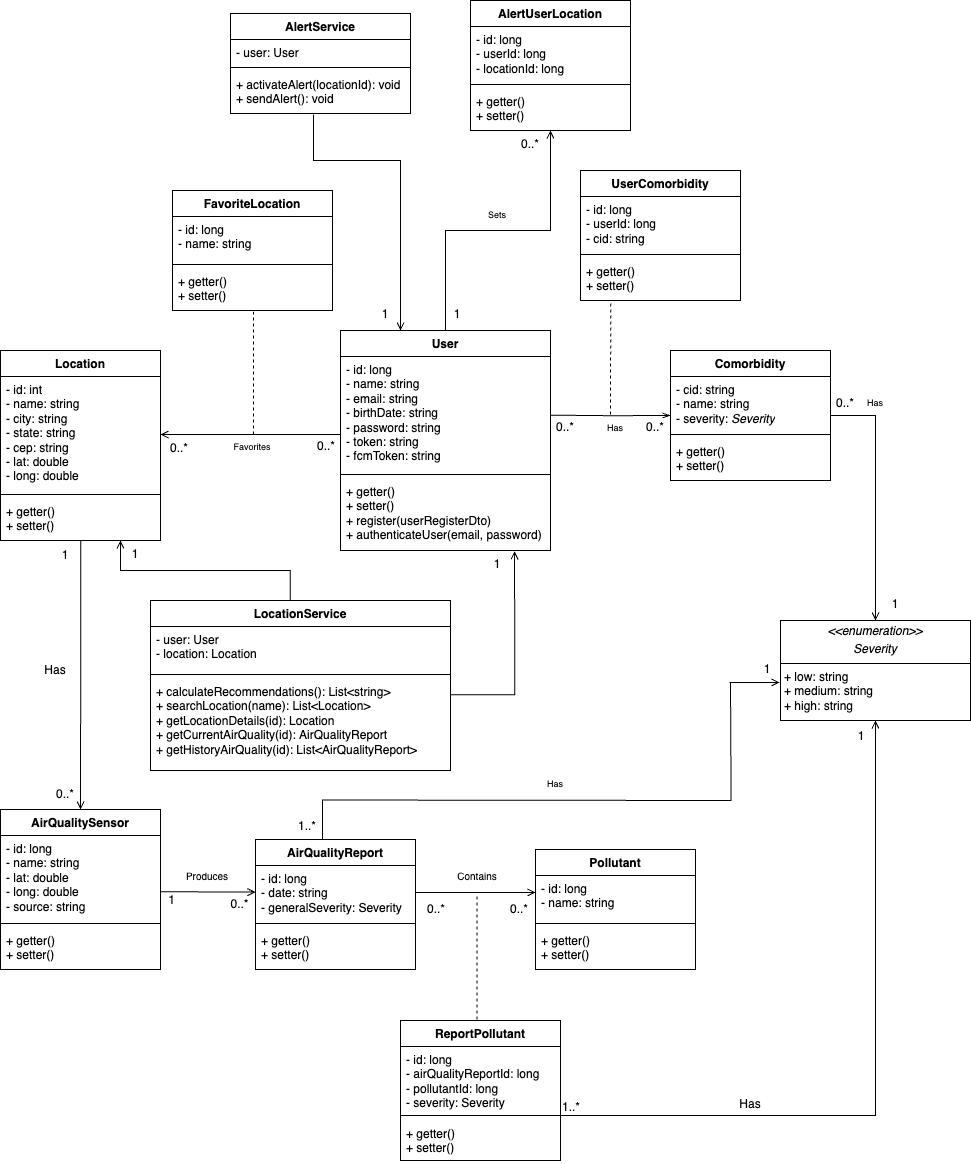 AlertService
- user: User
+ activateAlert(locationId): void
+ sendAlert(): void
AlertUserLocation
- id: long
- userId: long
- locationId: long
+ getter()
+ setter()
0..*
Sets
1
1
UserComorbidity
- id: long
- userId: long
- cid: string
+ getter()
+ setter()
FavoriteLocation
- id: long
- name: string
+ getter()
+ setter()
Location
- id: int
- name: string
- city: string
- state: string
- cep: string
- lat: double
- long: double
+ getter()
+ setter()
0..*
Favorites
0..*
User
- id: long
- name: string
- email: string
- birthDate: string
- password: string
- token: string
- fcmToken: string
+ getter()
+ setter()
+ register(userRegisterDto)
+ authenticateUser(email, password)
0..*
Has
0..*
Comorbidity
- cid: string
- name: string
- severity: Severity
+ getter()
+ setter()
0..*
Has
1
1
1
1
LocationService
- user: User
- location: Location
+ calculateRecommendations(): List<string>
+ searchLocation(name): List<Location>
+ getLocationDetails(id): Location
+ getCurrentAirQuality(id): AirQualityReport
+ getHistoryAirQuality(id): List<AirQualityReport>
<<enumeration>>
Severity
+ low: string
+ medium: string
+ high: string
Has
1
1
0..*
Has
1..*
AirQualitySensor
- id: long
- name: string
- lat: double
- long: double
- source: string
+ getter()
+ setter()
Produces
1
0..*
AirQualityReport
- id: long
- date: string
- generalSeverity: Severity
+ getter()
+ setter()
Contains
0..*
0..*
Pollutant
- id: long
- name: string
+ getter()
+ setter()
ReportPollutant
- id: long
- airQualityReportId: long
- pollutantId: long
- severity: Severity
+ getter()
+ setter()
1..*
Has